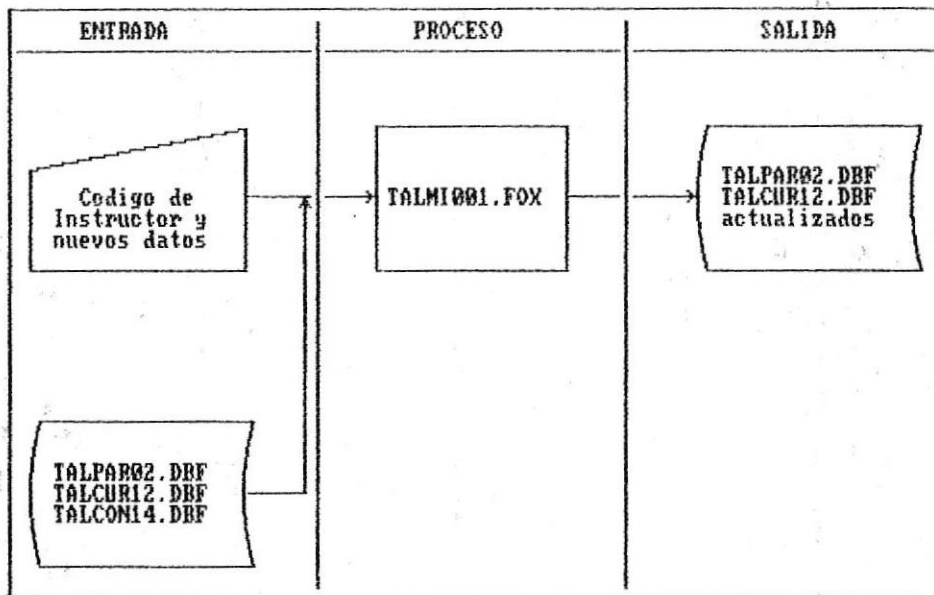 ENTRADA
PROCESO
SALIDA
Codigo de
Instructor y
nuevos datos
TALMI001.FOX
TALPAR02.DBF
TALCUR12.DBF
actualizados
TALPAR02.DBF
TALCUR12.DBF
TALCON14.DBF